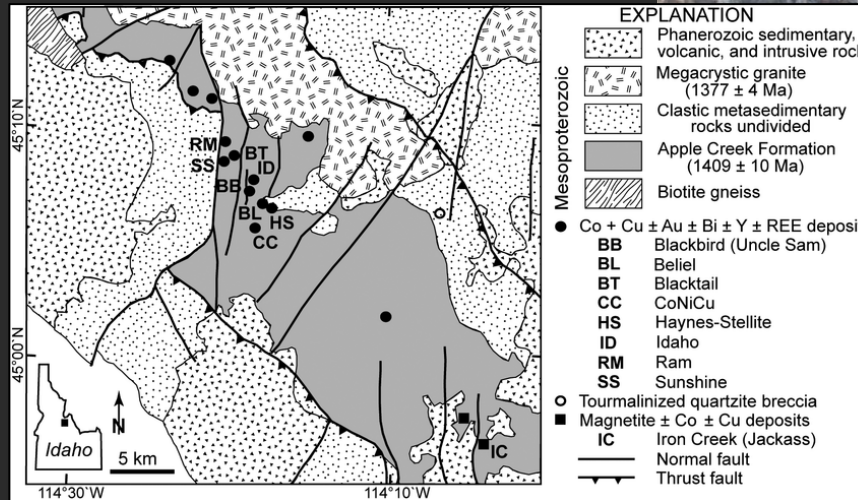 EXPLANATION
Phanerozoic sedimentary,
volcanic, and intrusive rock
Megacrystic granite
(1377 ± 4 Ma)
Clastic metasedimentary
rocks undivided
Apple Creek Formation
(1409 ± 10 Ma)
Biotite gneiss
Mesoproterozoic
Co + Cu ± Au ± Bi ± Y ± REE deposi
BB Blackbird (Uncle Sam)
BL Beliel
BT Blacktail
CC CoNiCu
HS Haynes-Stellite
ID Idaho
RM Ram
SS Sunshine
Tourmalinized quartzite breccia
Magnetite ± Co ± Cu deposits
IC Iron Creek (Jackass)
Normal fault
Thrust fault
45°10'N
45°00'N
RM
SS
BT
ID
BB
BL
HS
CC
IC
Idaho
N
5 km
114°30`W
114°10`W